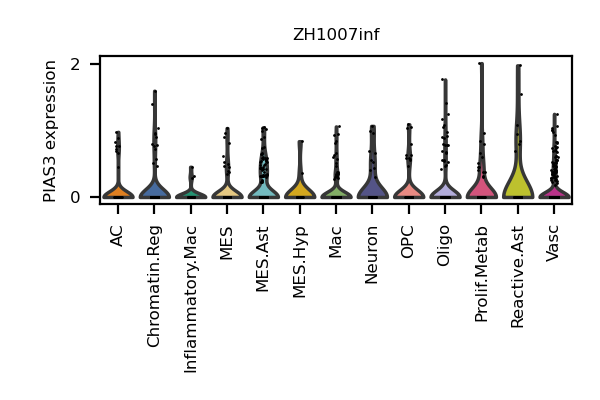 ZH1007inf
PIAS3 expression
2
0
AC
Chromatin.Reg
Inflammatory.Mac
MES
MES.Ast
MES.Hyp
Mac
Neuron
OPC
Oligo
Prolif.Metab
Reactive.Ast
Vasc